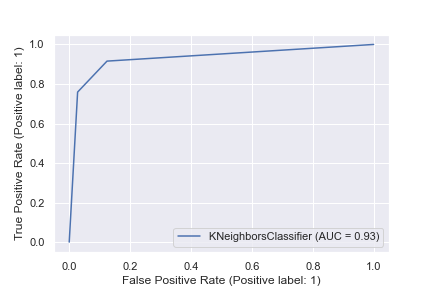 True Positive Rate (Positive label: 1)
1.0
0.8
0.6
0.4
0.2
0.0
KNeighborsClassifier (AUC = 0.93)
0.0 0.2 0.4 0.6 0.8 1.0
False Positive Rate (Positive label: 1)